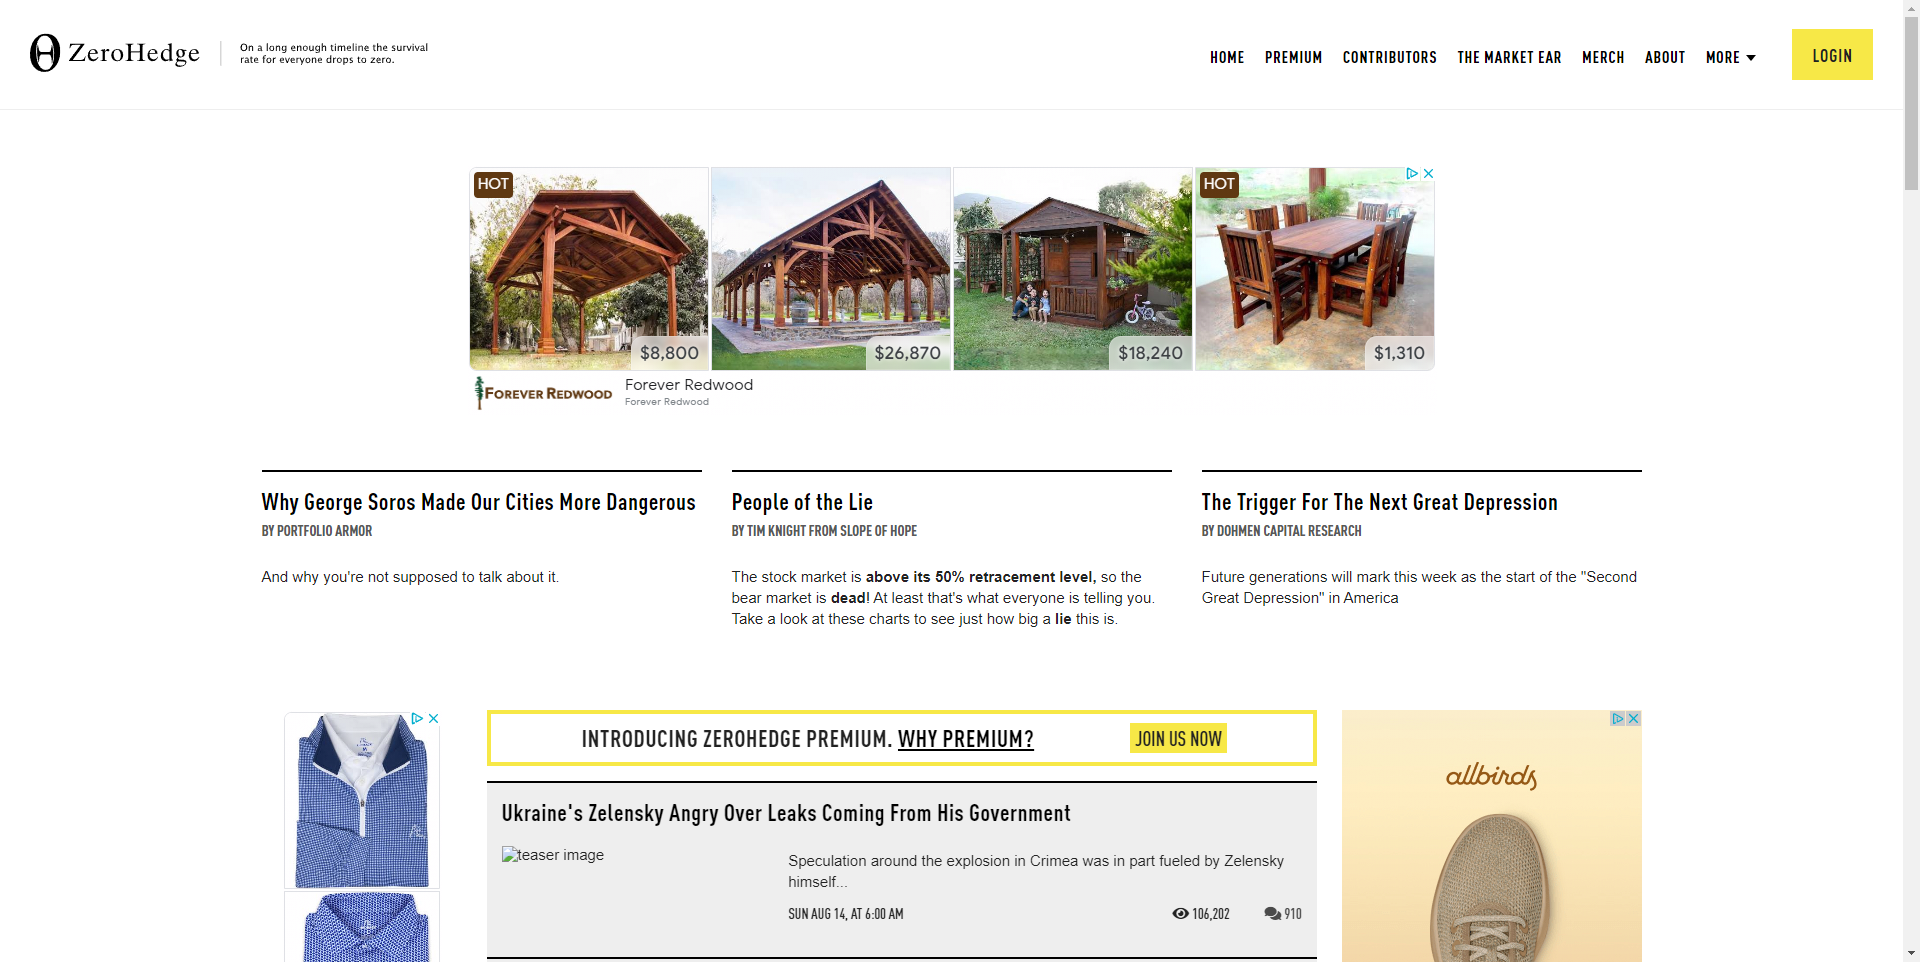 ZeroHedge
On a long enough timeline the survival
rate for everyone drops to zero.
HOME PREMIUM CONTRIBUTORS THE MARKET EAR MERCH ABOUT MORE
LOGIN
HOT
HOT
$8,800
$26,870
$18,240
$1,310
FOREVER REDWOOD
Forever Redwood
Forever Redwood
Why George Soros Made Our Cities More Dangerous
BY PORTFOLIO ARMOR
And why you're not supposed to talk about it.
People of the Lie
BY TIM KNIGHT FROM SLOPE OF HOPE
The stock market is above its 50% retracement level, so the
bear market is dead! At least that's what everyone is telling you.
Take a look at these charts to see just how big a lie this is.
The Trigger For The Next Great Depression
BY DOHMEN CAPITAL RESEARCH
Future generations will mark this week as the start of the "Second
Great Depression" in America
INTRODUCING ZEROHEDGE PREMIUM. WHY PREMIUM?
JOIN US NOW
Ukraine's Zelensky Angry Over Leaks Coming From His Government
teaser image
Speculation around the explosion in Crimea was in part fueled by Zelensky
himself...
SUN AUG 14, AT 6:00 AM
106,202
910
allbirds